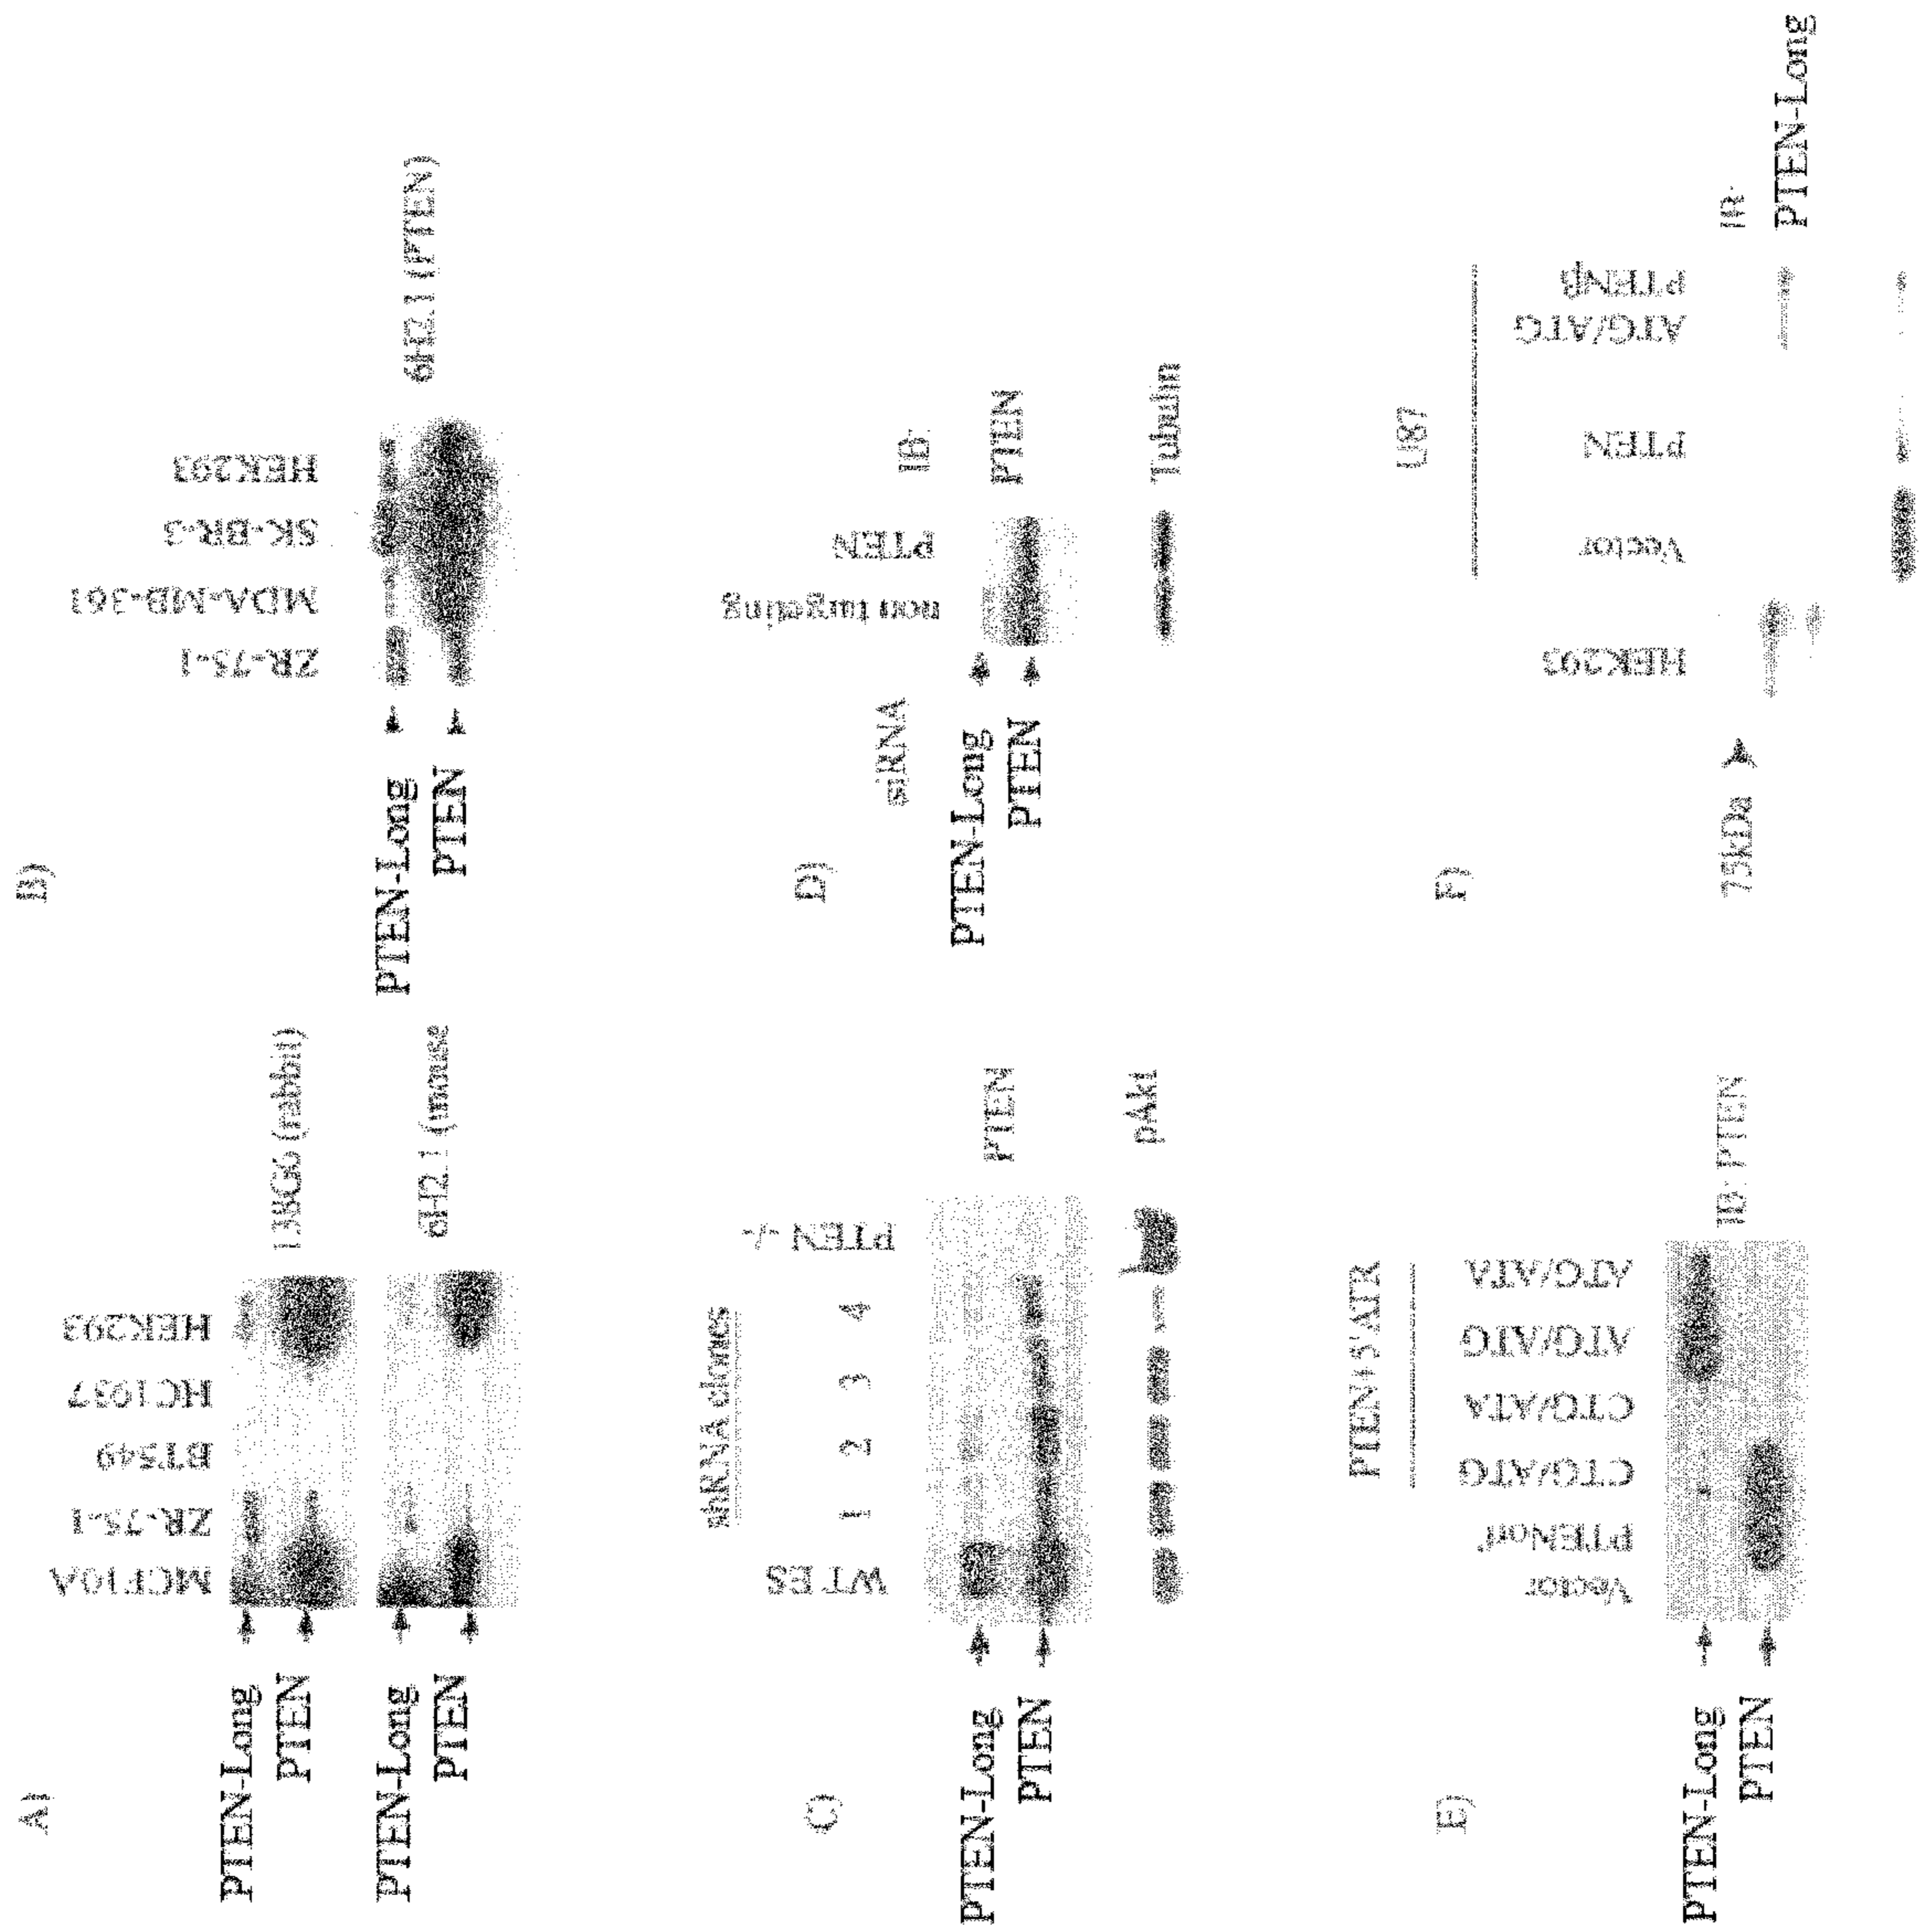 A)
MCF10A
ZR-75-1
BT549
HC1937
HEK293
PTEN-Long
PTEN
138G6 (rabbit)
PTEN-Long
PTEN
6H2.1 (mouse
B)
ZR-75-1
MDA-MB-361
SK-BR-3
HEK293
PTEN-Long
PTEN
6H2.1 (PTEN)
C)
shRNA clones
WT ES
1
2
3
4
PTEN -/-
PTEN-Long
PTEN
PTEN
pAkt
D)
siRNA
non targeting
PTEN
IB:
PTEN-Long
PTEN
PTEN
Tubulin
E)
PTEN+5'
Vector
CTG/ATG
CTG/ATA
ATG/ATG
ATG/ATA
PTEN-Long
PTEN
IB: PTEN
F)
U87
HEK293
Vector
PTEN
ATG/ATG
PTENβ
75kDa
PTEN-Long